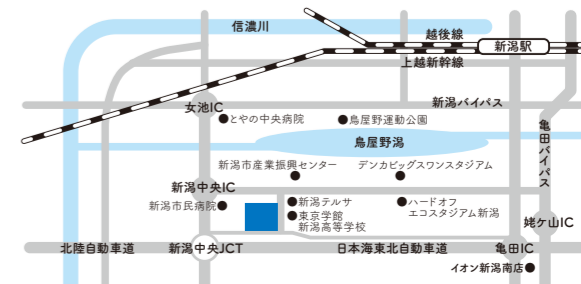 信濃川
越後線
新潟駅
上越新幹線
女池IC
新潟バイパス
とやの中央病院
鳥屋野運動公園
鳥屋野潟
亀田バイパス
新潟市産業振興センター
デンカビッグスワンスタジアム
新潟中央IC
新潟市民病院
新潟テルサ
東京学館
新潟高等学校
ハードオフ
エコスタジアム新潟
姥ケ山IC
北陸自動車道
新潟中央JCT
日本海東北自動車道
亀田IC
イオン新潟南店